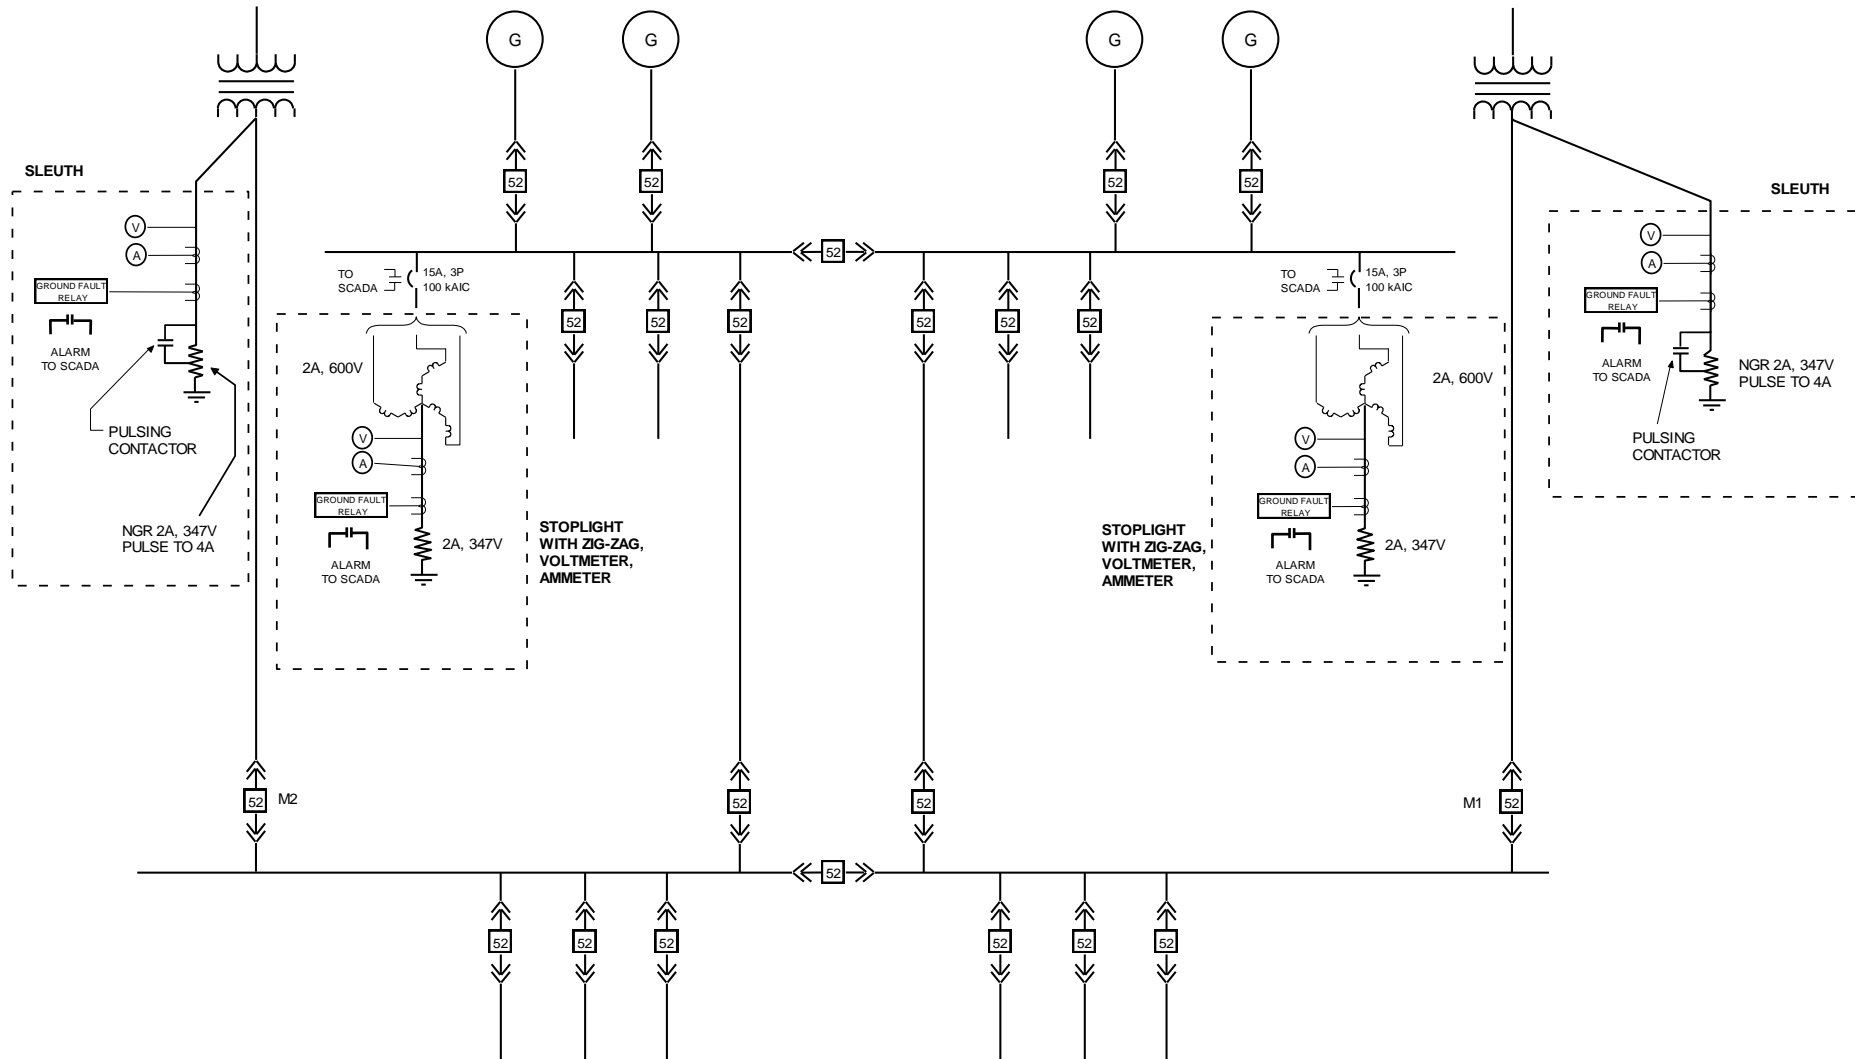 G
G
G
G
SLEUTH
52
52
52
52
SLEUTH
V
A
GROUND FAULT
RELAY
ALARM
TO SCADA
PULSING
CONTACTOR
NGR 2A, 347V
PULSE TO 4A
52
TO
SCADA
15A, 3P
100 kAIC
52
52
52
52
52
52
TO
SCADA
15A, 3P
100 kAIC
V
A
GROUND FAULT
RELAY
ALARM
TO SCADA
NGR 2A, 347V
PULSE TO 4A
PULSING
CONTACTOR
2A, 600V
V
A
GROUND FAULT
RELAY
ALARM
TO SCADA
2A, 347V
STOPLIGHT
WITH ZIG-ZAG,
VOLTMETER,
AMMETER
STOPLIGHT
WITH ZIG-ZAG,
VOLTMETER,
AMMETER
2A, 600V
V
A
GROUND FAULT
RELAY
ALARM
TO SCADA
2A, 347V
52
M2
52
52
M1
52
52
52
52
52
52
52
52